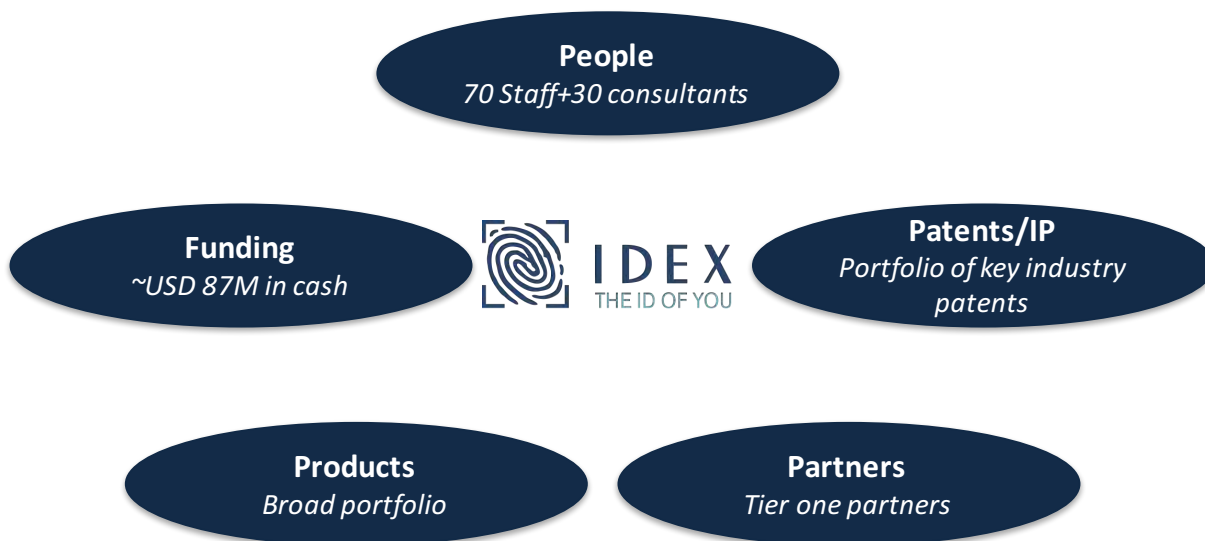 People
70 Staff+30 consultants
Funding
~USD 87M in cash
IDEX
THE ID OF YOU
Patents/IP
Portfolio of key industry
patents
Products
Broad portfolio
Partners
Tier one partners